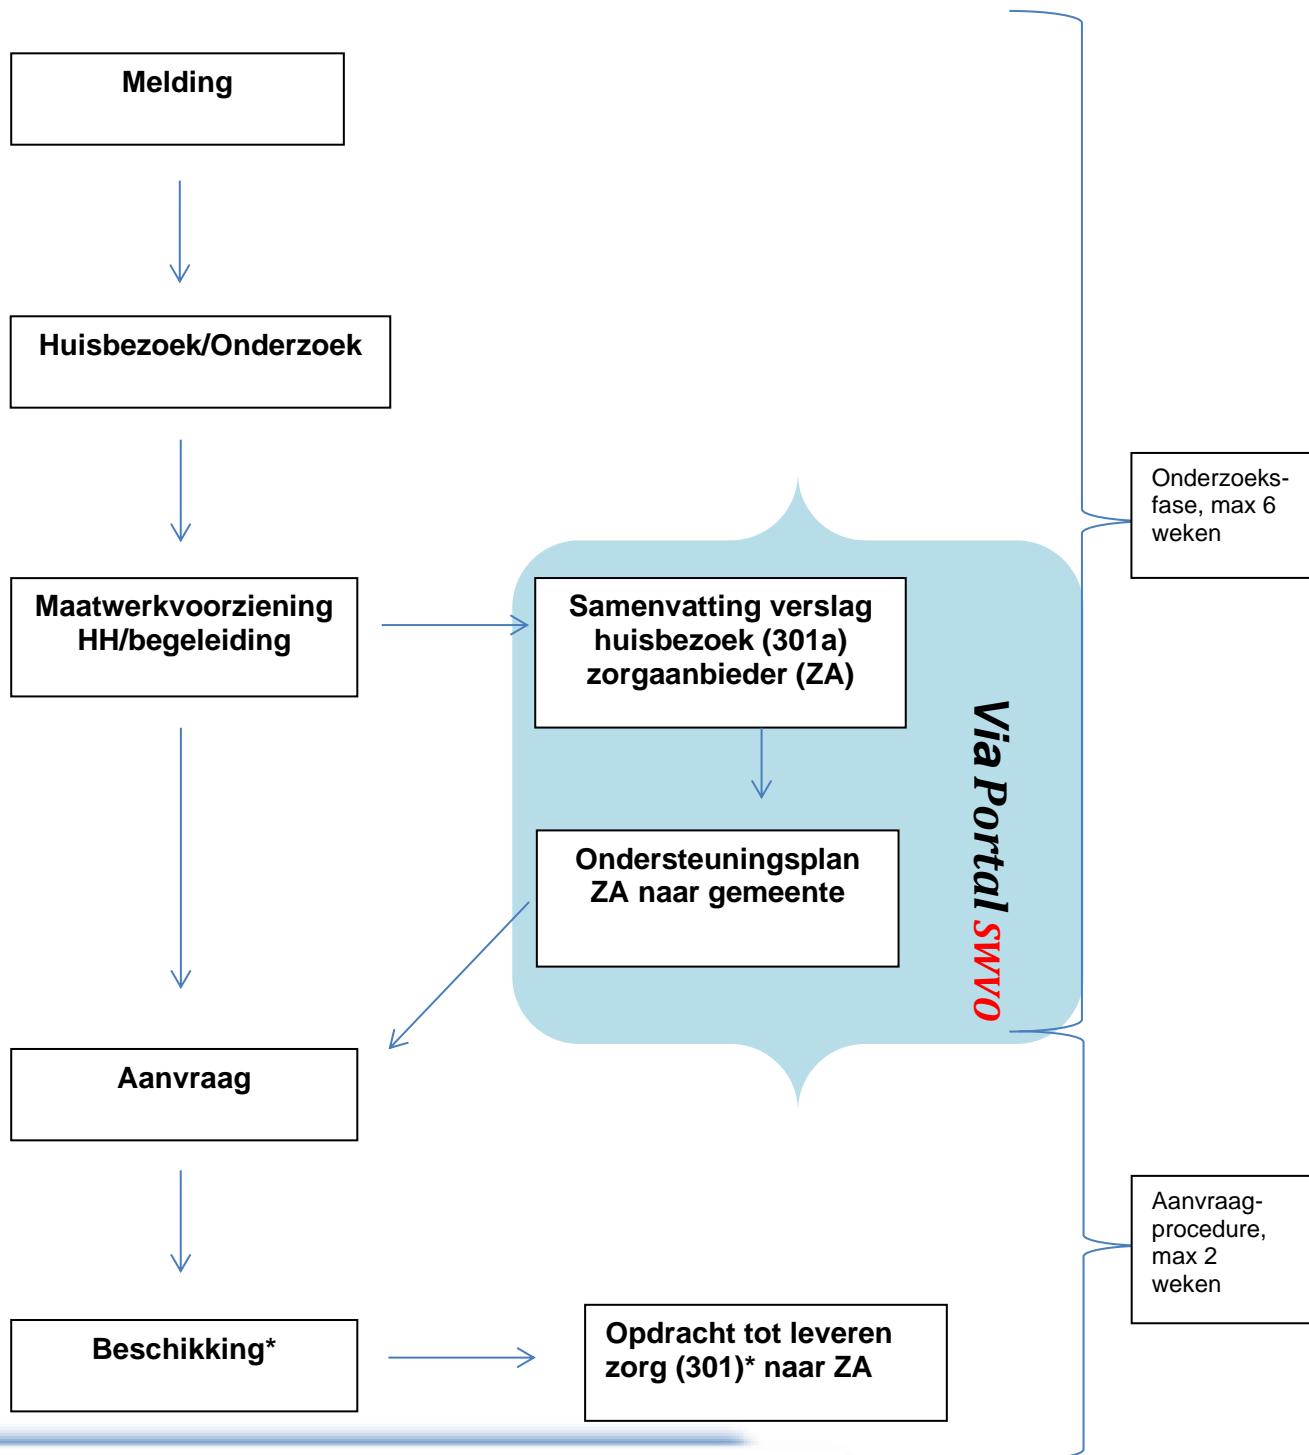 Melding
Huisbezoek/Onderzoek
Onderzoeks-
fase, max 6
weken
Maatwerkvoorziening
HH/begeleiding
Samenvatting verslag
huisbezoek (301a)
zorgaanbieder (ZA)
Ondersteuningsplan
ZA naar gemeente
Via Portal SWVO
Aanvraag
Aanvraag-
procedure,
max 2
weken
Beschikking*
Opdracht tot leveren
zorg (301)* naar ZA